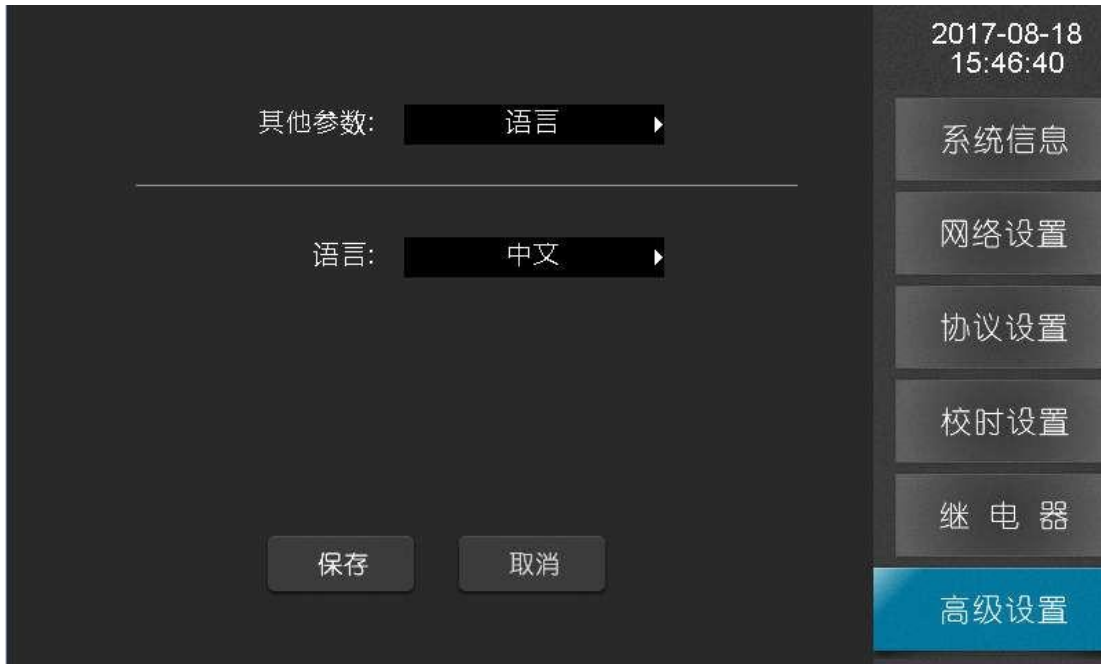 其他参数: 语言
语言: 中文
保存 取消
2017-08-18
15:46:40
系统信息
网络设置
协议设置
校时设置
继 电 器
高级设置